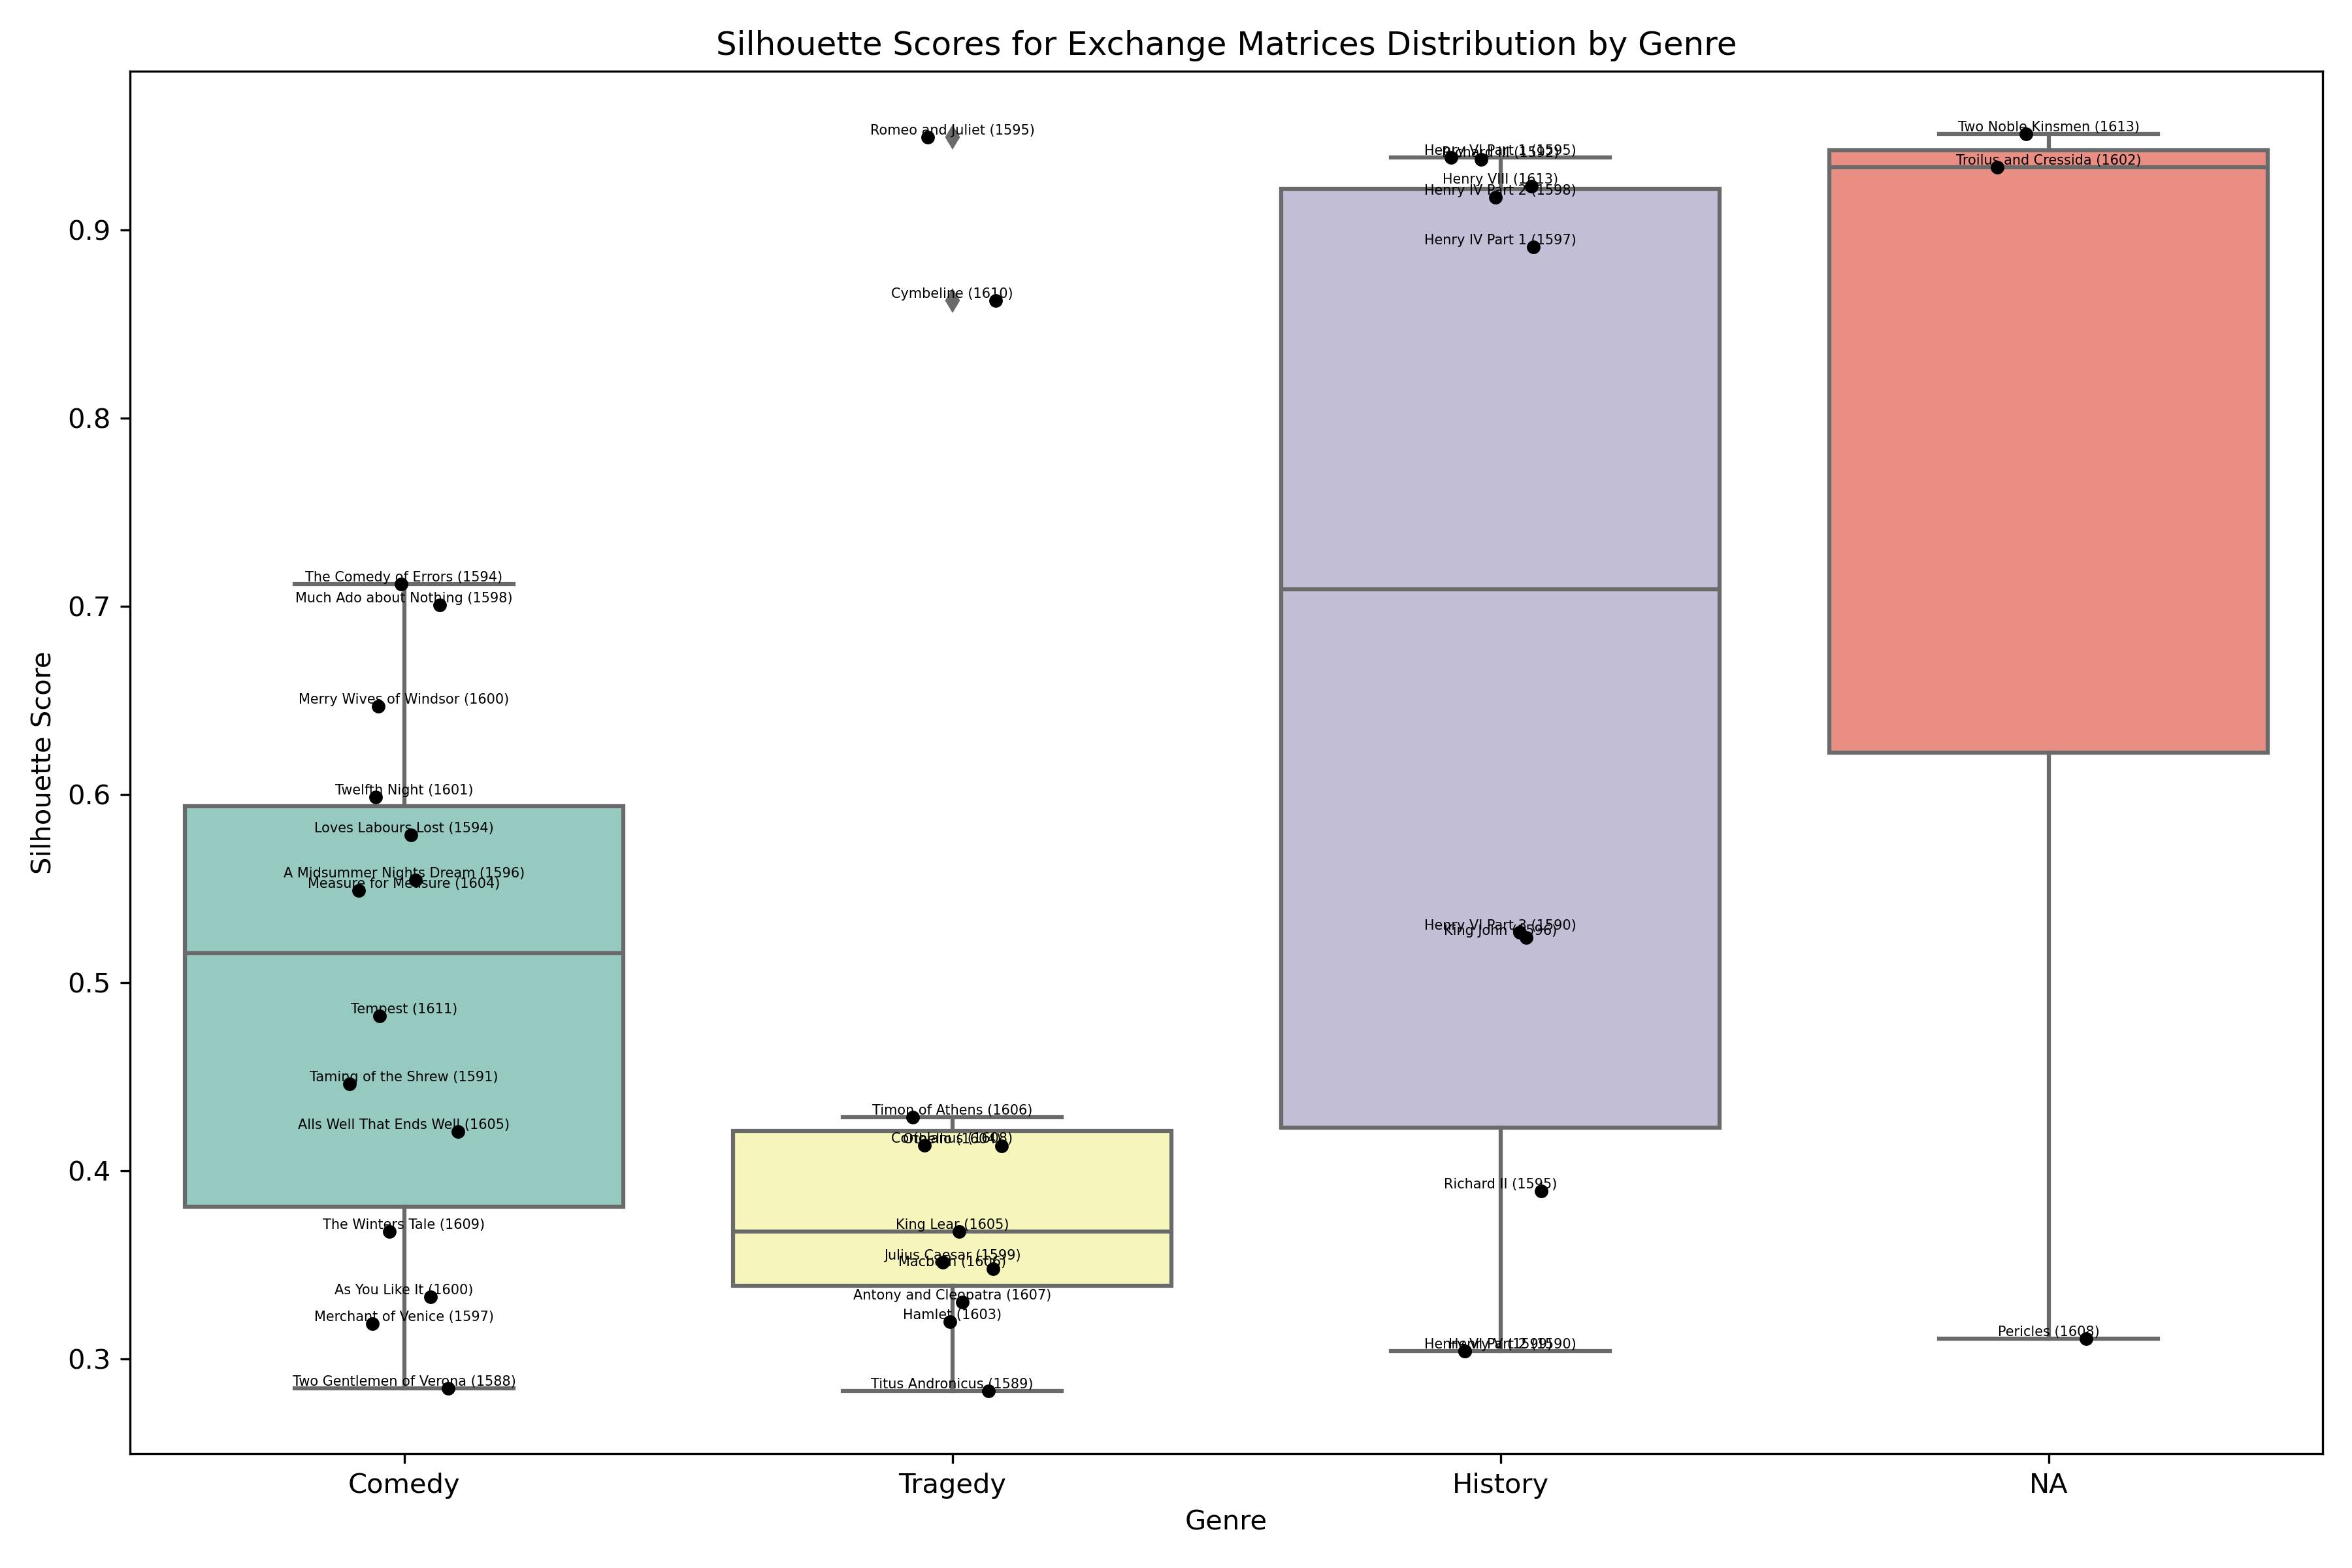 Silhouette Scores for Exchange Matrices Distribution by Genre
Silhouette Score
0.9
0.8
0.7
0.6
0.5
0.4
0.3
The Comedy of Errors (1594)
Much Ado about Nothing (1598)
Merry Wives of Windsor (1600)
Twelfth Night (1601)
Loves Labours Lost (1594)
A Midsummer Nights Dream (1596)
Measure for Measure (1604)
Tempest (1611)
Taming of the Shrew (1591)
Alls Well That Ends Well (1605)
The Winters Tale (1609)
As You Like It (1600)
Merchant of Venice (1597)
Two Gentlemen of Verona (1588)
Romeo and Juliet (1595)
Cymbeline (1610)
Timon of Athens (1606)
Coriolanus (1608)
Othello (1604)
King Lear (1605)
Julius Caesar (1599)
Macbeth (1606)
Antony and Cleopatra (1607)
Hamlet (1603)
Titus Andronicus (1589)
Henry VI Part 1 (1595)
Richard III (1592)
Henry VIII (1613)
Henry IV Part 2 (1598)
Henry IV Part 1 (1597)
Henry VI Part 3 (1590)
King John (1596)
Richard II (1595)
Henry VI Part 2 (1590)
Henry V (1599)
Two Noble Kinsmen (1613)
Troilus and Cressida (1602)
Pericles (1608)
Comedy
Tragedy
History
NA
Genre